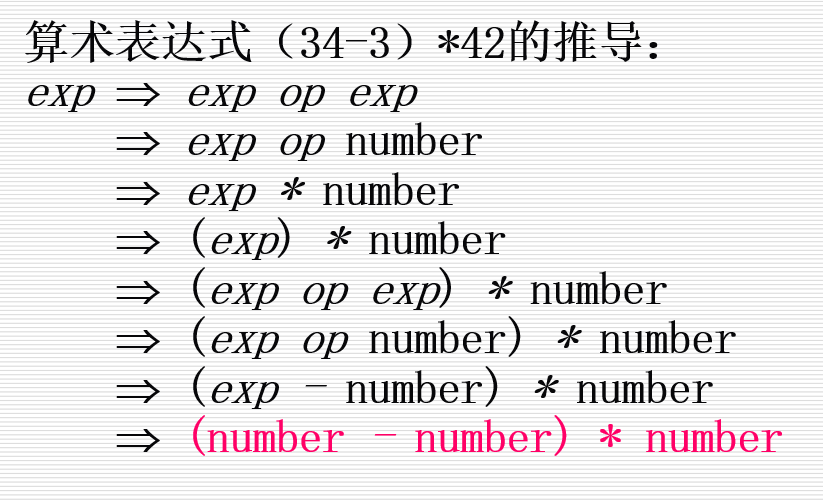 算术表达式（34-3）*42的推导：
exp ⇒ exp op exp
⇒ exp op number
⇒ exp * number
⇒ (exp) * number
⇒ (exp op exp) * number
⇒ (exp op number) * number
⇒ (exp - number) * number
⇒ (number - number) * number